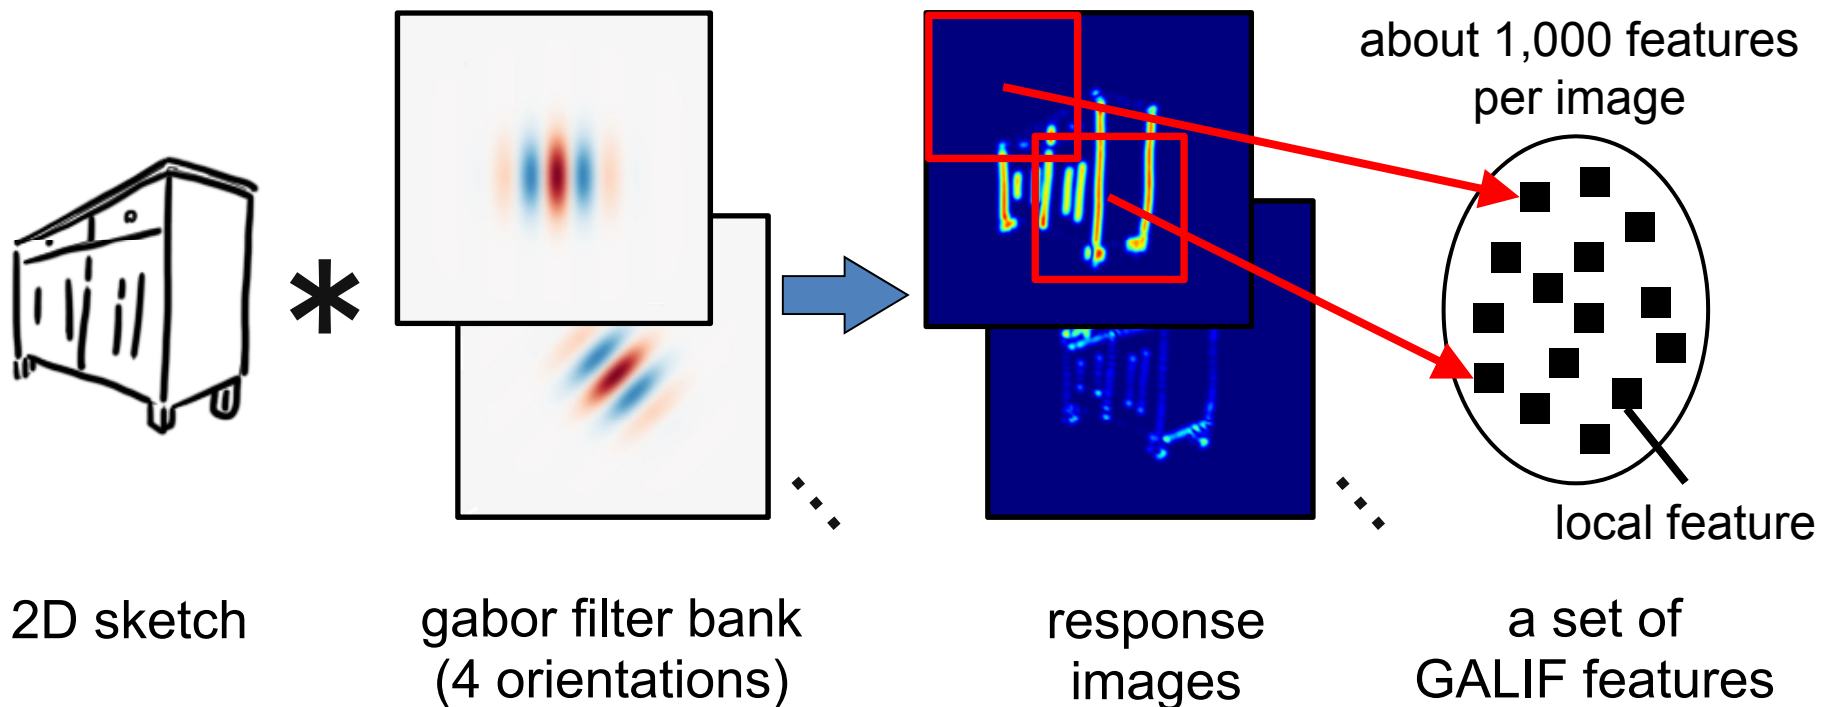 about 1,000 features
per image
local feature
2D sketch
gabor filter bank
(4 orientations)
response
images
a set of
GALIF features